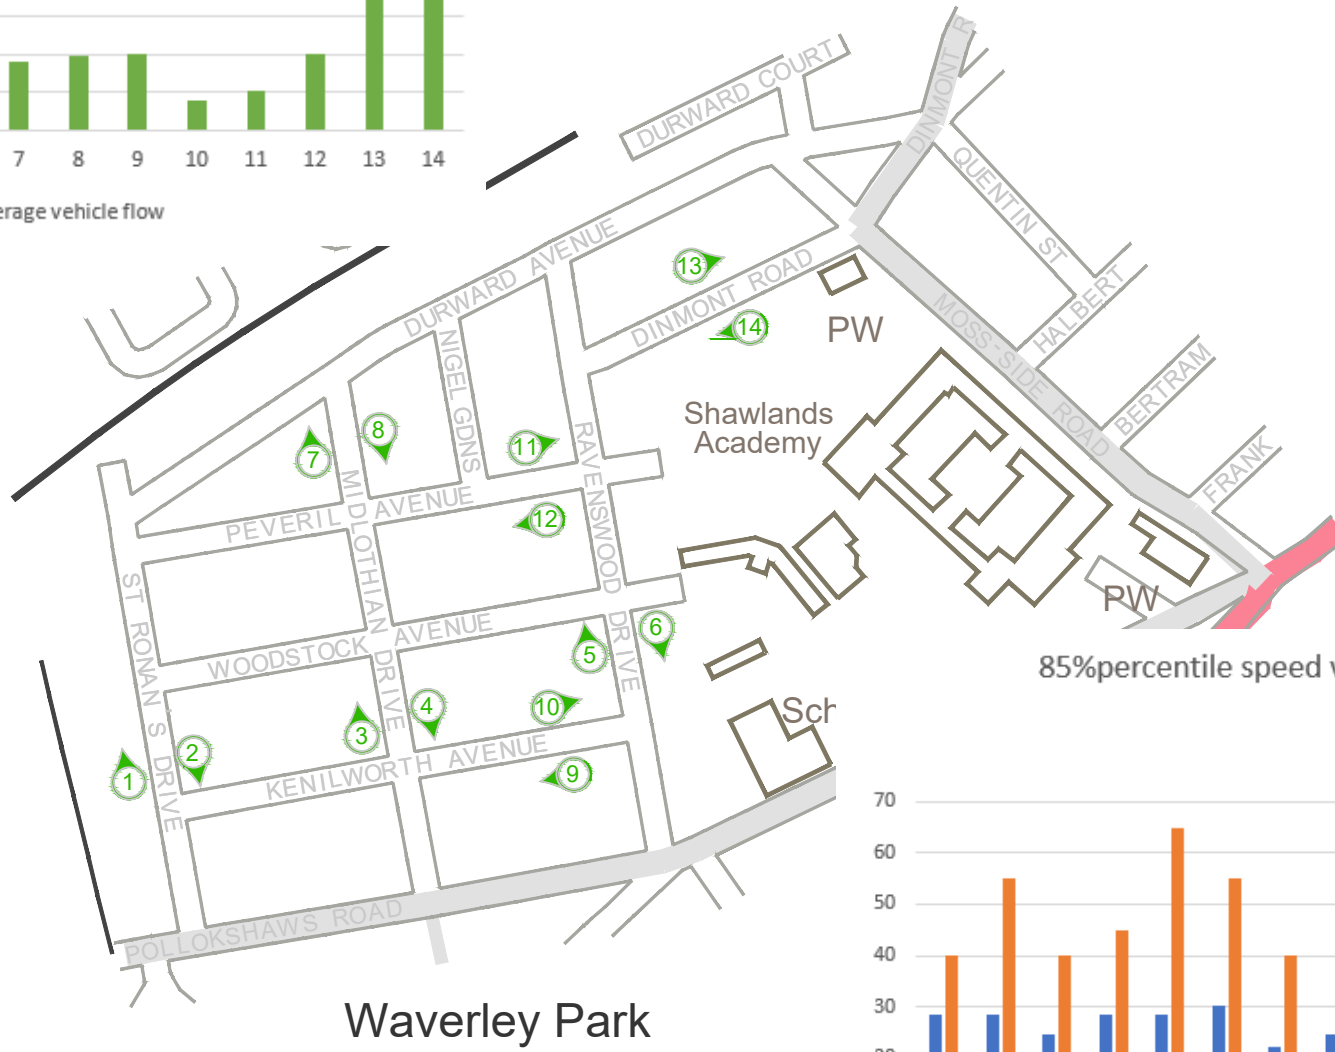 7 8 9 10 11 12 13 14
erage vehicle flow
DURWARD COURT
DINMONT R
QUENTIN ST
DURWARD AVENUE
13
DINMONT ROAD
14
PW
HALBERT
MOSS-SIDE ROAD
BERTRAM
FRANK
NIGEL GDNS
Shawlands
Academy
8
7
11
RAVENSWOOD DRIVE
MIDLOTHIAN DRIVE
PEVERIL AVENUE
12
ST RONAN S DRIVE
PW
WOODSTOCK AVENUE
6
5
85%percentile speed
10
4
3
Sch
2
1
KENILWORTH AVENUE
9
POLLOKSHAWS ROAD
Waverley Park
70
60
50
40
30